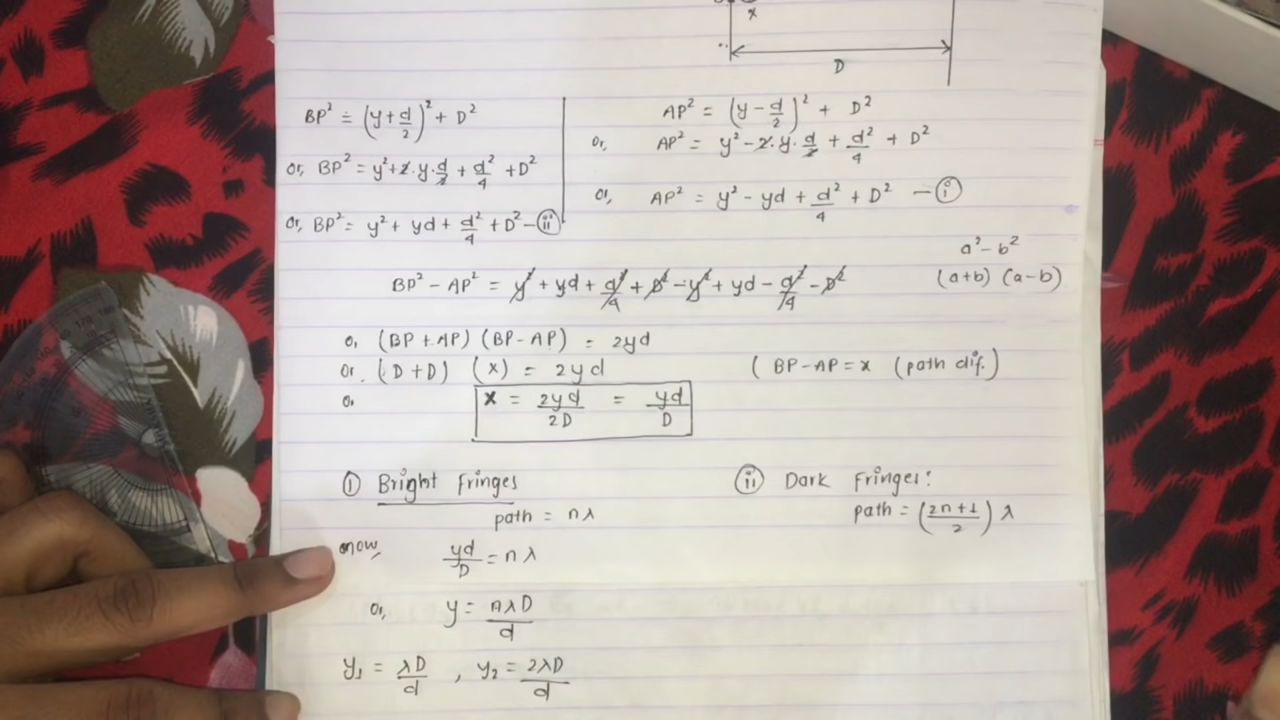 x
D
BP² = (y + d/2)² + D²
or, BP² = y² + 2·y·d/2 + d²/4 + D²
or, BP² = y² + yd + d²/4 + D² – (ii)
AP² = (y – d/2)² + D²
or, AP² = y² – 2·y·d/2 + d²/4 + D²
or, AP² = y² – yd + d²/4 + D² – (i)
a² – b²
(a+b) (a–b)
BP² – AP² = y² + yd + d²/4 + D² – y² + yd – d²/4 – D²
o, (BP + AP) (BP – AP) = 2yd
or, (D + D) (x) = 2yd
( BP – AP = x (path dif.)
o, x = 2yd/2D = yd/D
(i) Bright Fringes
path = nλ
now, yd/D = nλ
or, y = nλD/d
y₁ = λD/d , y₂ = 2λD/d
(ii) Dark Fringes:
path = (2n+1/2) λ